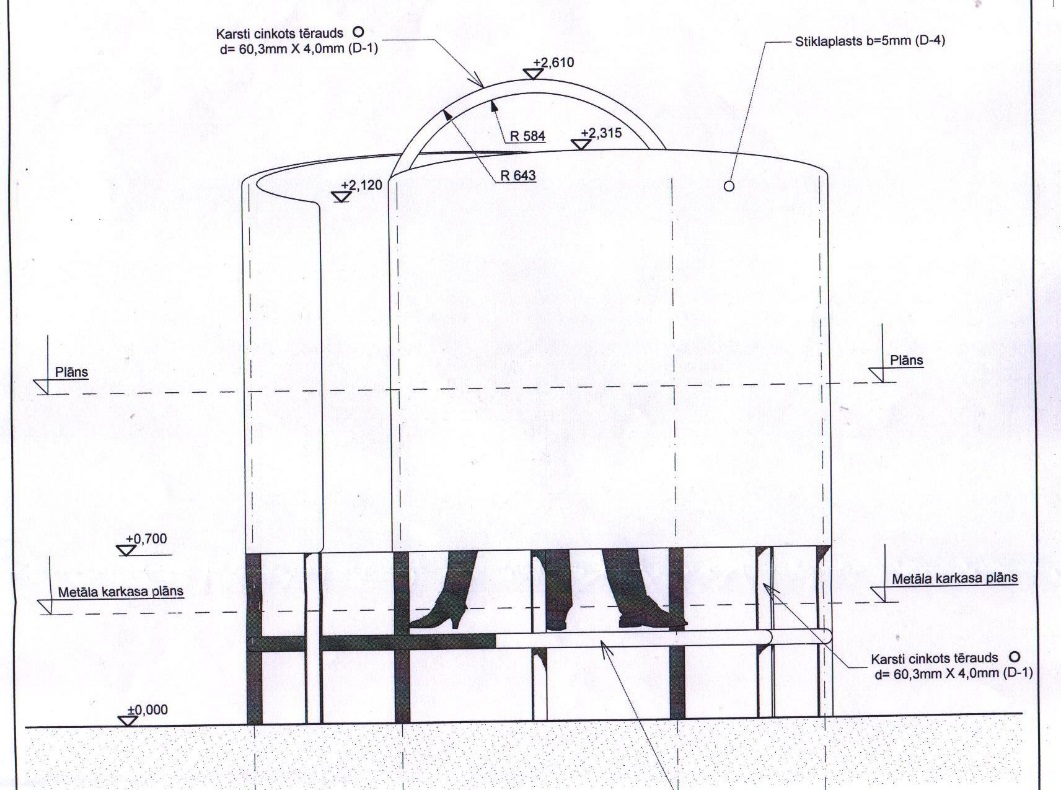 Karsti cinkots tērauds
d= 60,3mm X 4,0mm (D-1)
Stiklaplasts b=5mm (D-4)
+2,610
R 584
+2,315
R 643
+2,120
Plāns
Plāns
+0,700
Metāla karkasa plāns
Metāla karkasa plāns
Karsti cinkots tērauds
d= 60,3mm X 4,0mm (D-1)
±0,000